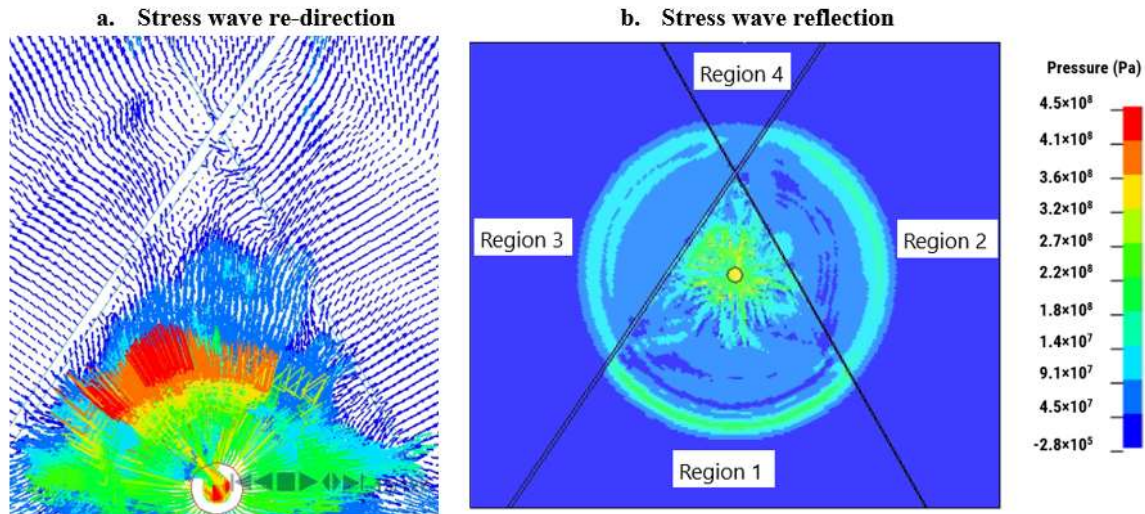 a. Stress wave re-direction
b. Stress wave reflection
Region 4
Region 3
Region 2
Region 1
Pressure (Pa)
4.5×10⁸
4.1×10⁸
3.6×10⁸
3.2×10⁸
2.7×10⁸
2.2×10⁸
1.8×10⁸
1.4×10⁷
9.1×10⁷
4.5×10⁷
-2.8×10⁵